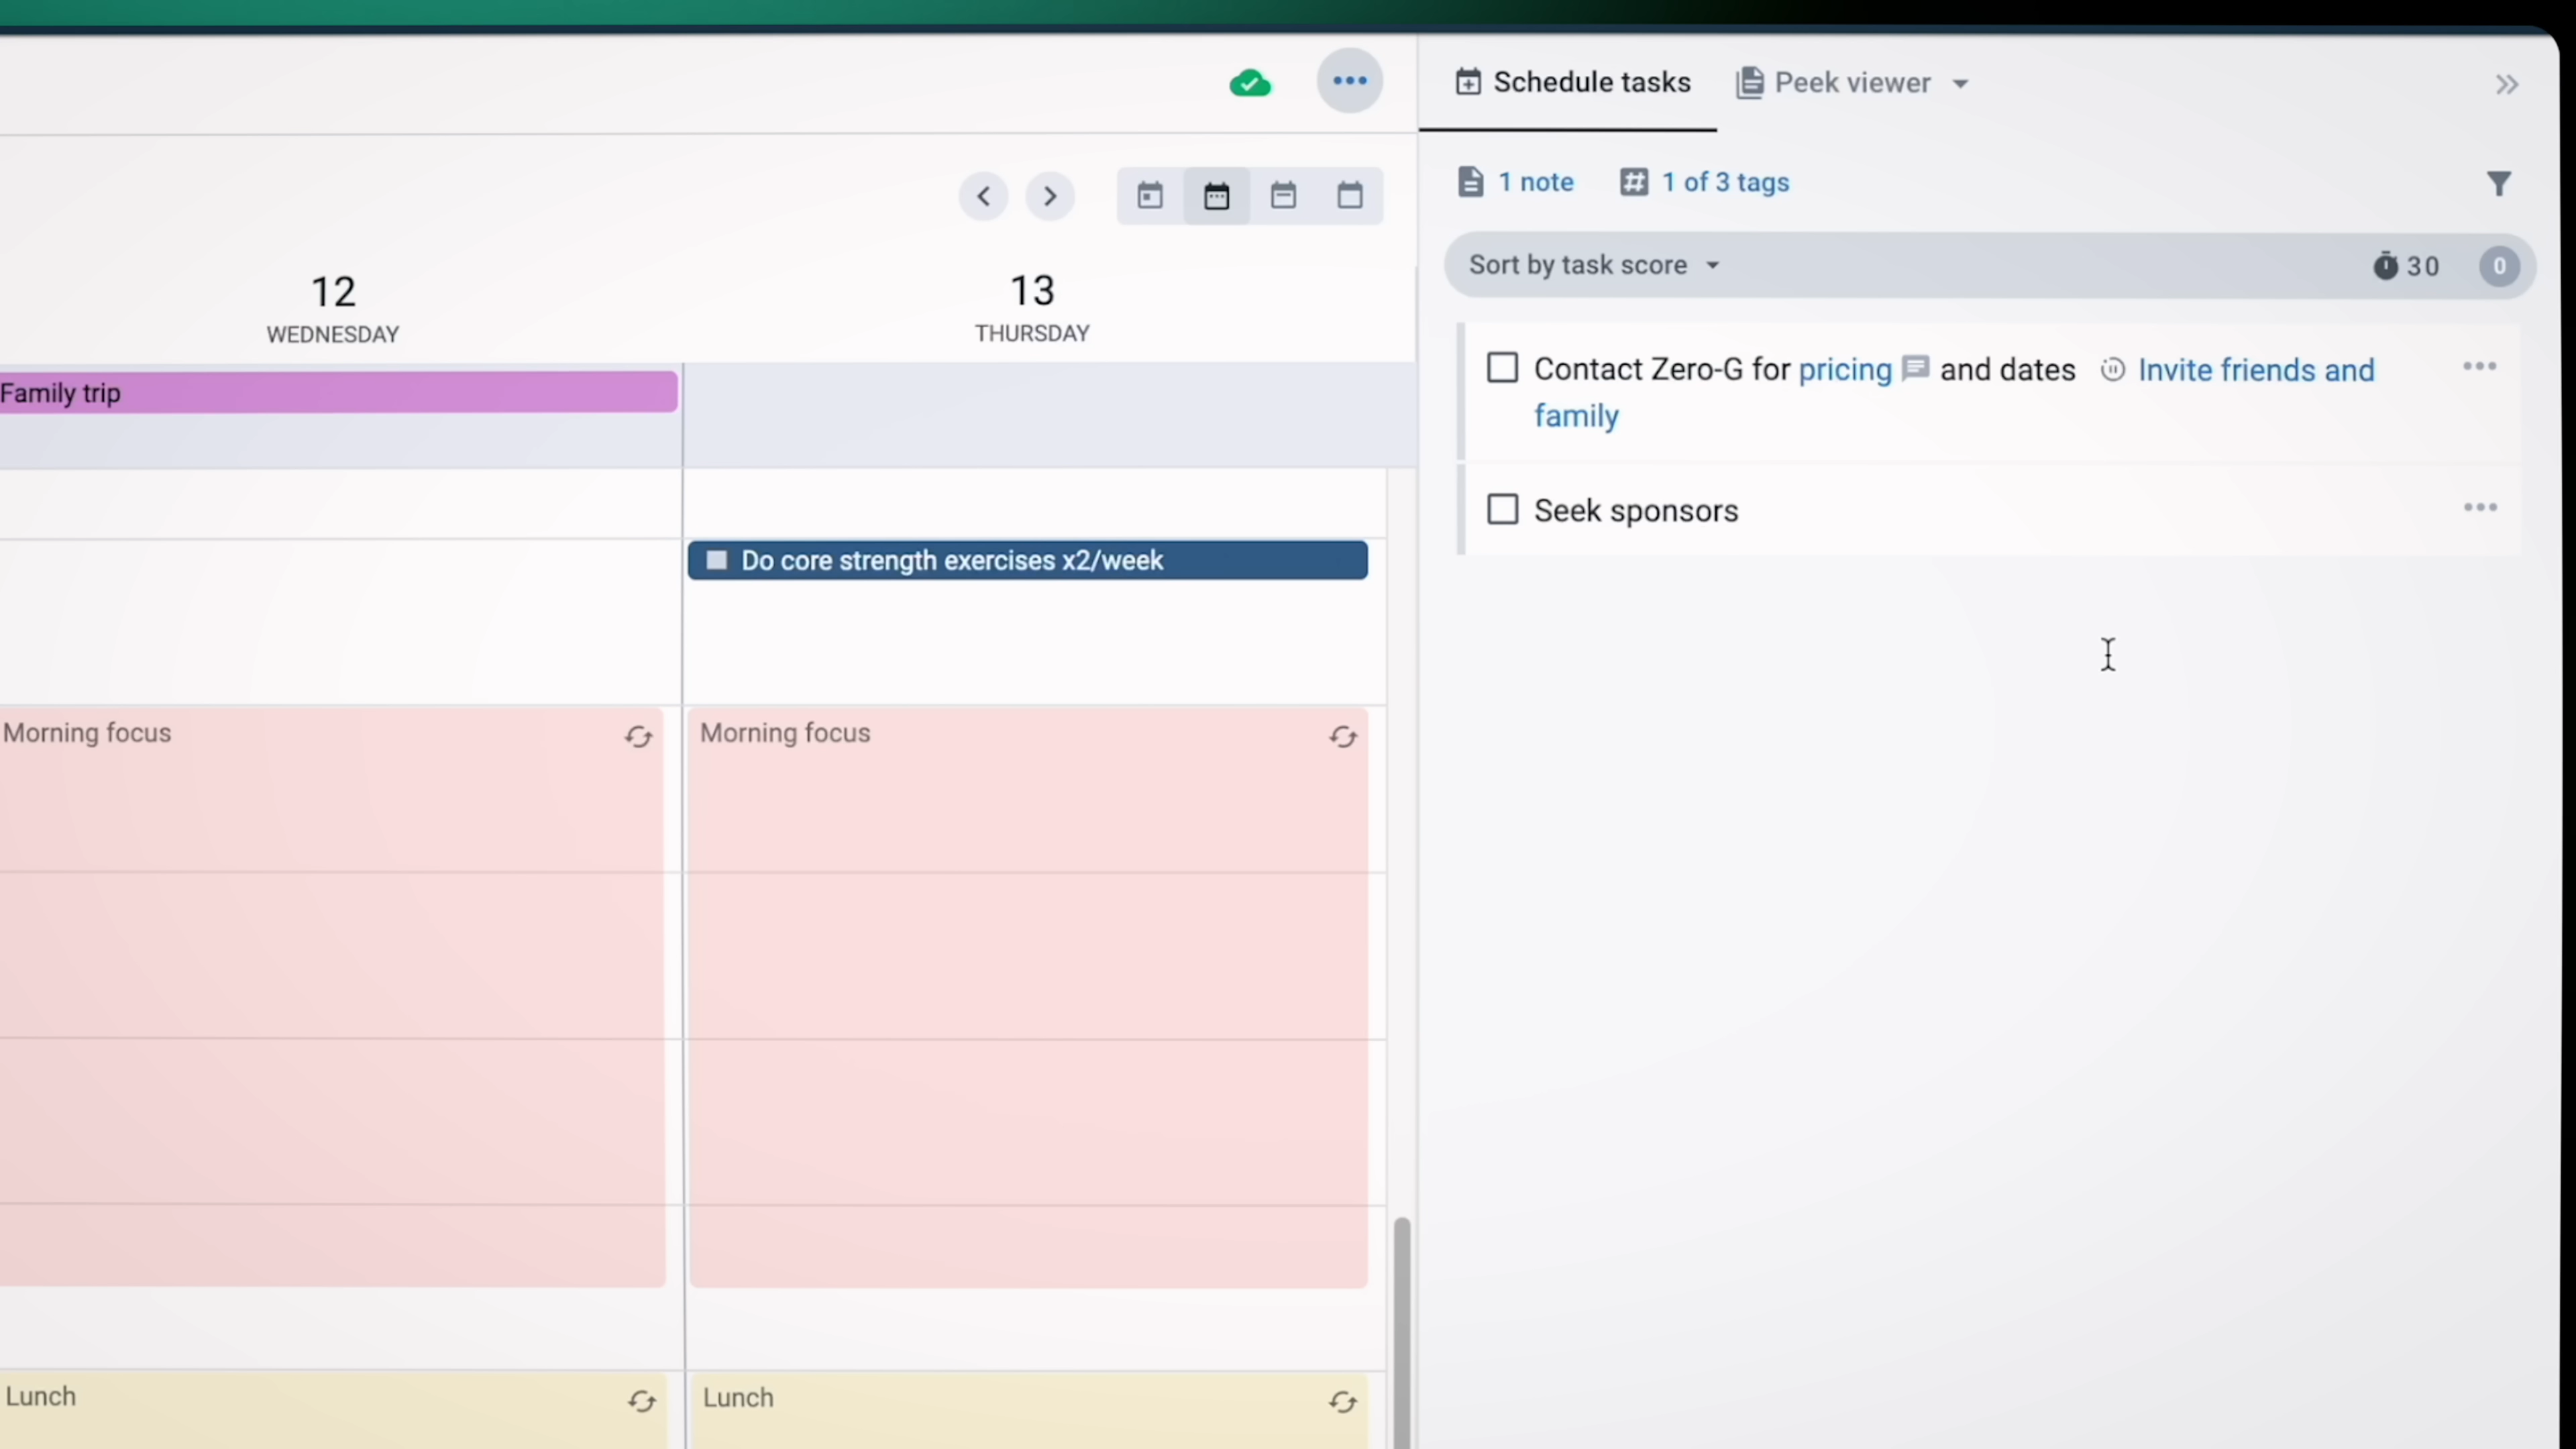 Schedule tasks
Peek viewer
1 note
1 of 3 tags
Sort by task score
30
0
12
WEDNESDAY
13
THURSDAY
Family trip
Contact Zero-G for pricing and dates Invite friends and
family
Seek sponsors
Do core strength exercises x2/week
Morning focus
Morning focus
Lunch
Lunch